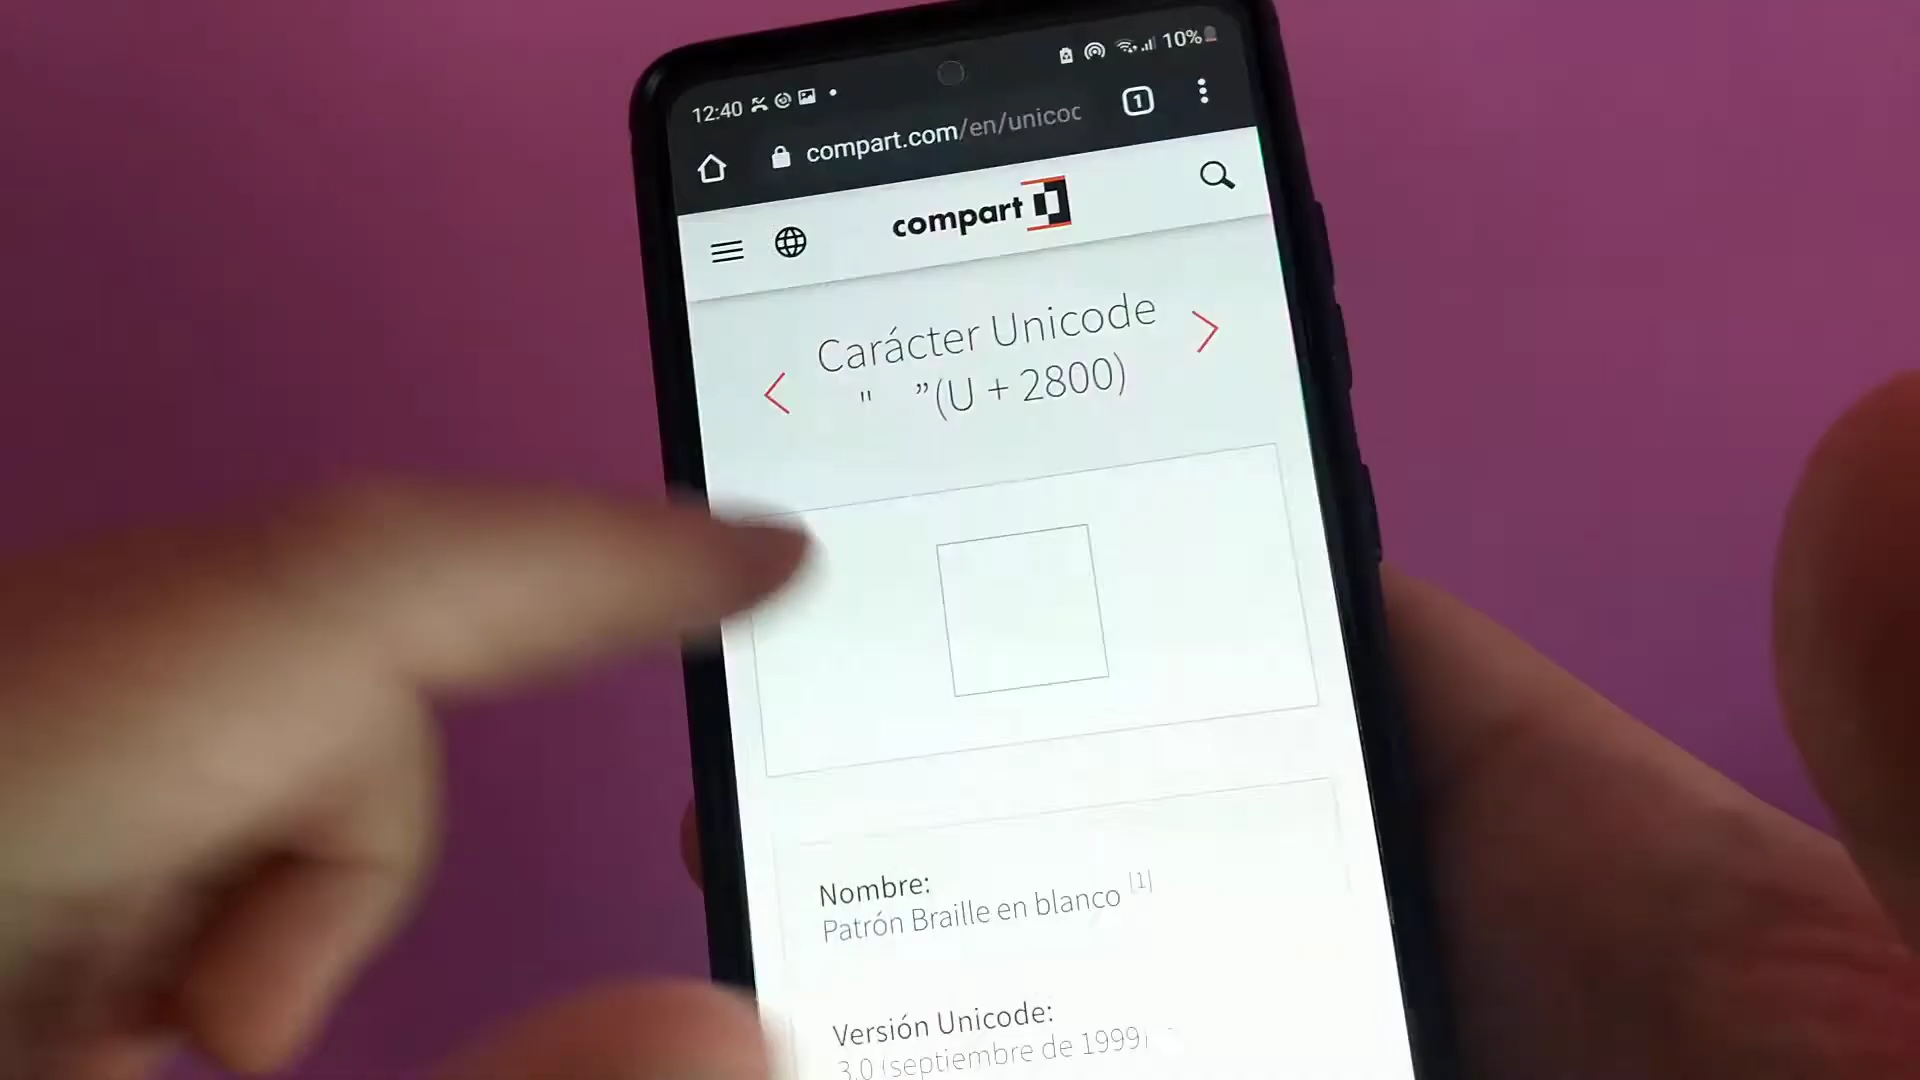 12:40
10%
1
compart.com/en/unicoc
compart
Carácter Unicode
" ”(U + 2800)
Nombre:
Patrón Braille en blanco [1]
Versión Unicode:
3.0 (septiembre de 1999)